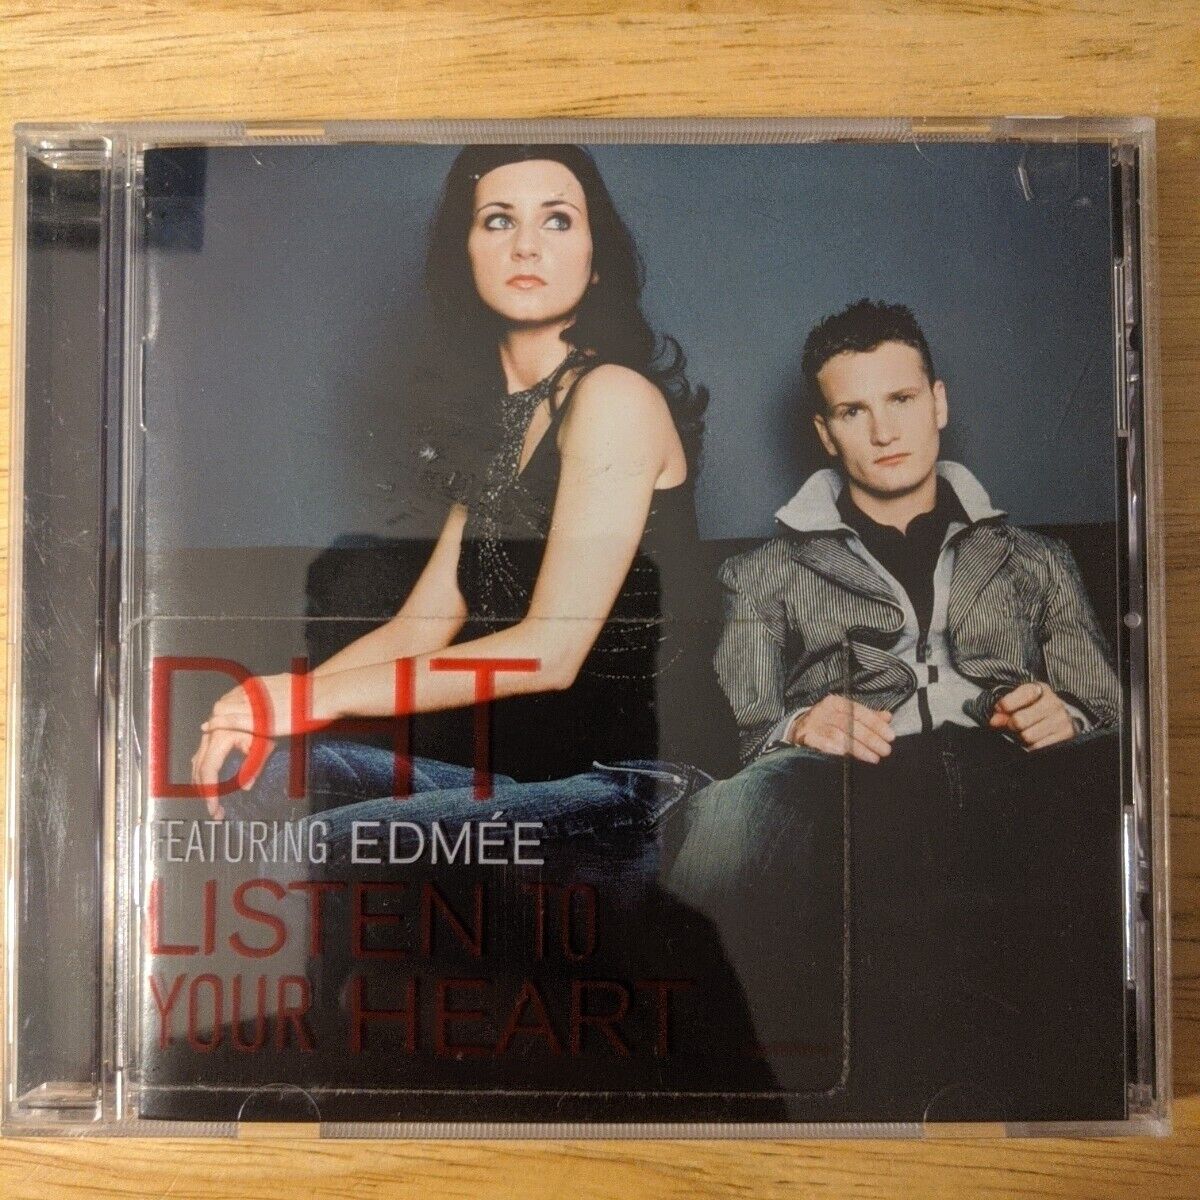 DHT
FEATURING EDMÉE
LISTEN TO
YOUR HEART